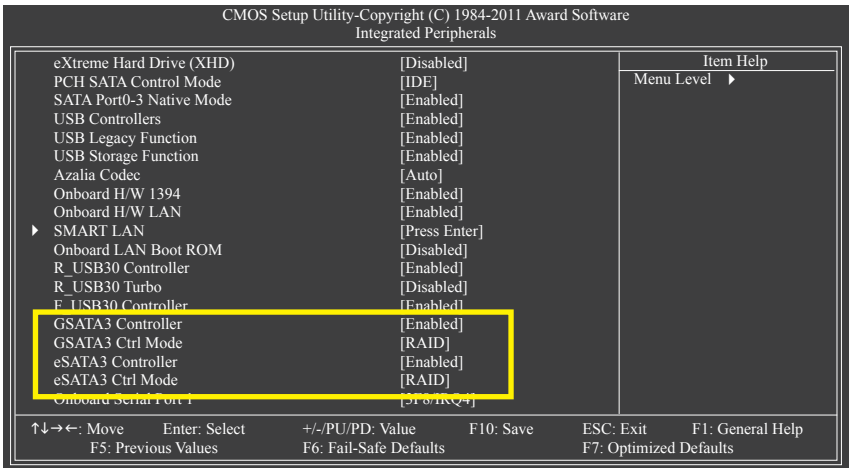 CMOS Setup Utility-Copyright (C) 1984-2011 Award Software
Integrated Peripherals
eXtreme Hard Drive (XHD) [Disabled]
PCH SATA Control Mode [IDE]
SATA Port0-3 Native Mode [Enabled]
USB Controllers [Enabled]
USB Legacy Function [Enabled]
USB Storage Function [Enabled]
Azalia Codec [Auto]
Onboard H/W 1394 [Enabled]
Onboard H/W LAN [Enabled]
SMART LAN [Press Enter]
Onboard LAN Boot ROM [Disabled]
R_USB30 Controller [Enabled]
R_USB30 Turbo [Disabled]
F_USB30 Controller [Enabled]
GSATA3 Controller [Enabled]
GSATA3 Ctrl Mode [RAID]
eSATA3 Controller [Enabled]
eSATA3 Ctrl Mode [RAID]
Onboard Serial Port 1 [3F8/IRQ4]
Item Help
Menu Level
↑↓→←: Move Enter: Select +/-/PU/PD: Value F10: Save ESC: Exit F1: General Help
F5: Previous Values F6: Fail-Safe Defaults F7: Optimized Defaults